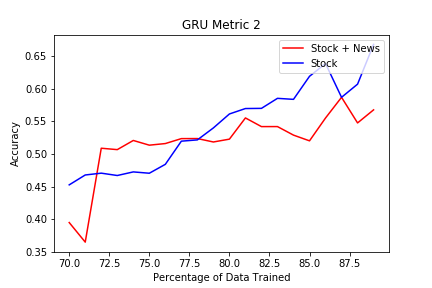 GRU Metric 2
Stock + News
Stock
Accuracy
0.65
0.60
0.55
0.50
0.45
0.40
0.35
70.0 72.5 75.0 77.5 80.0 82.5 85.0 87.5
Percentage of Data Trained